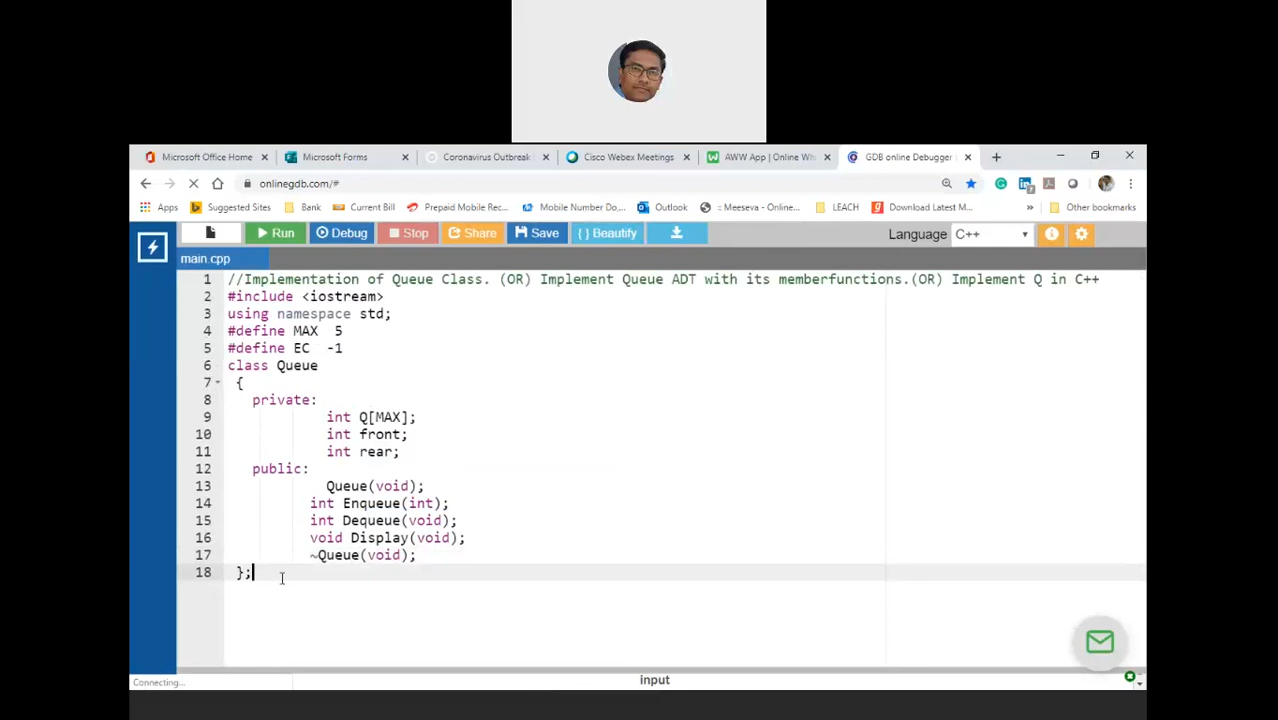 Microsoft Office Home
Microsoft Forms
Coronavirus Outbreak
Cisco Webex Meetings
AWW App | Online Wh
GDB online Debugger |
onlinegdb.com/#
Apps
Suggested Sites
Bank
Current Bill
Prepaid Mobile Rec...
Mobile Number Do,...
Outlook
:: Meeseva - Online...
LEACH
Download Latest M...
»
Other bookmarks
Run
Debug
Stop
Share
Save
{ } Beautify
Language C++
main.cpp
1 //Implementation of Queue Class. (OR) Implement Queue ADT with its memberfunctions.(OR) Implement Q in C++
2 #include <iostream>
3 using namespace std;
4 #define MAX 5
5 #define EC -1
6 class Queue
7 {
8 private:
9 int Q[MAX];
10 int front;
11 int rear;
12 public:
13 Queue(void);
14 int Enqueue(int);
15 int Dequeue(void);
16 void Display(void);
17 ~Queue(void);
18 };
Connecting...
input